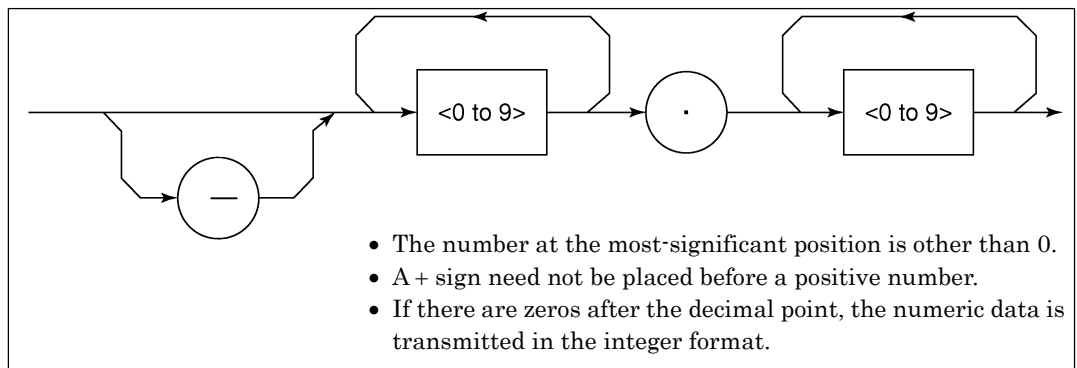 <0 to 9> . <0 to 9>
—
• The number at the most-significant position is other than 0.
• A + sign need not be placed before a positive number.
• If there are zeros after the decimal point, the numeric data is
transmitted in the integer format.